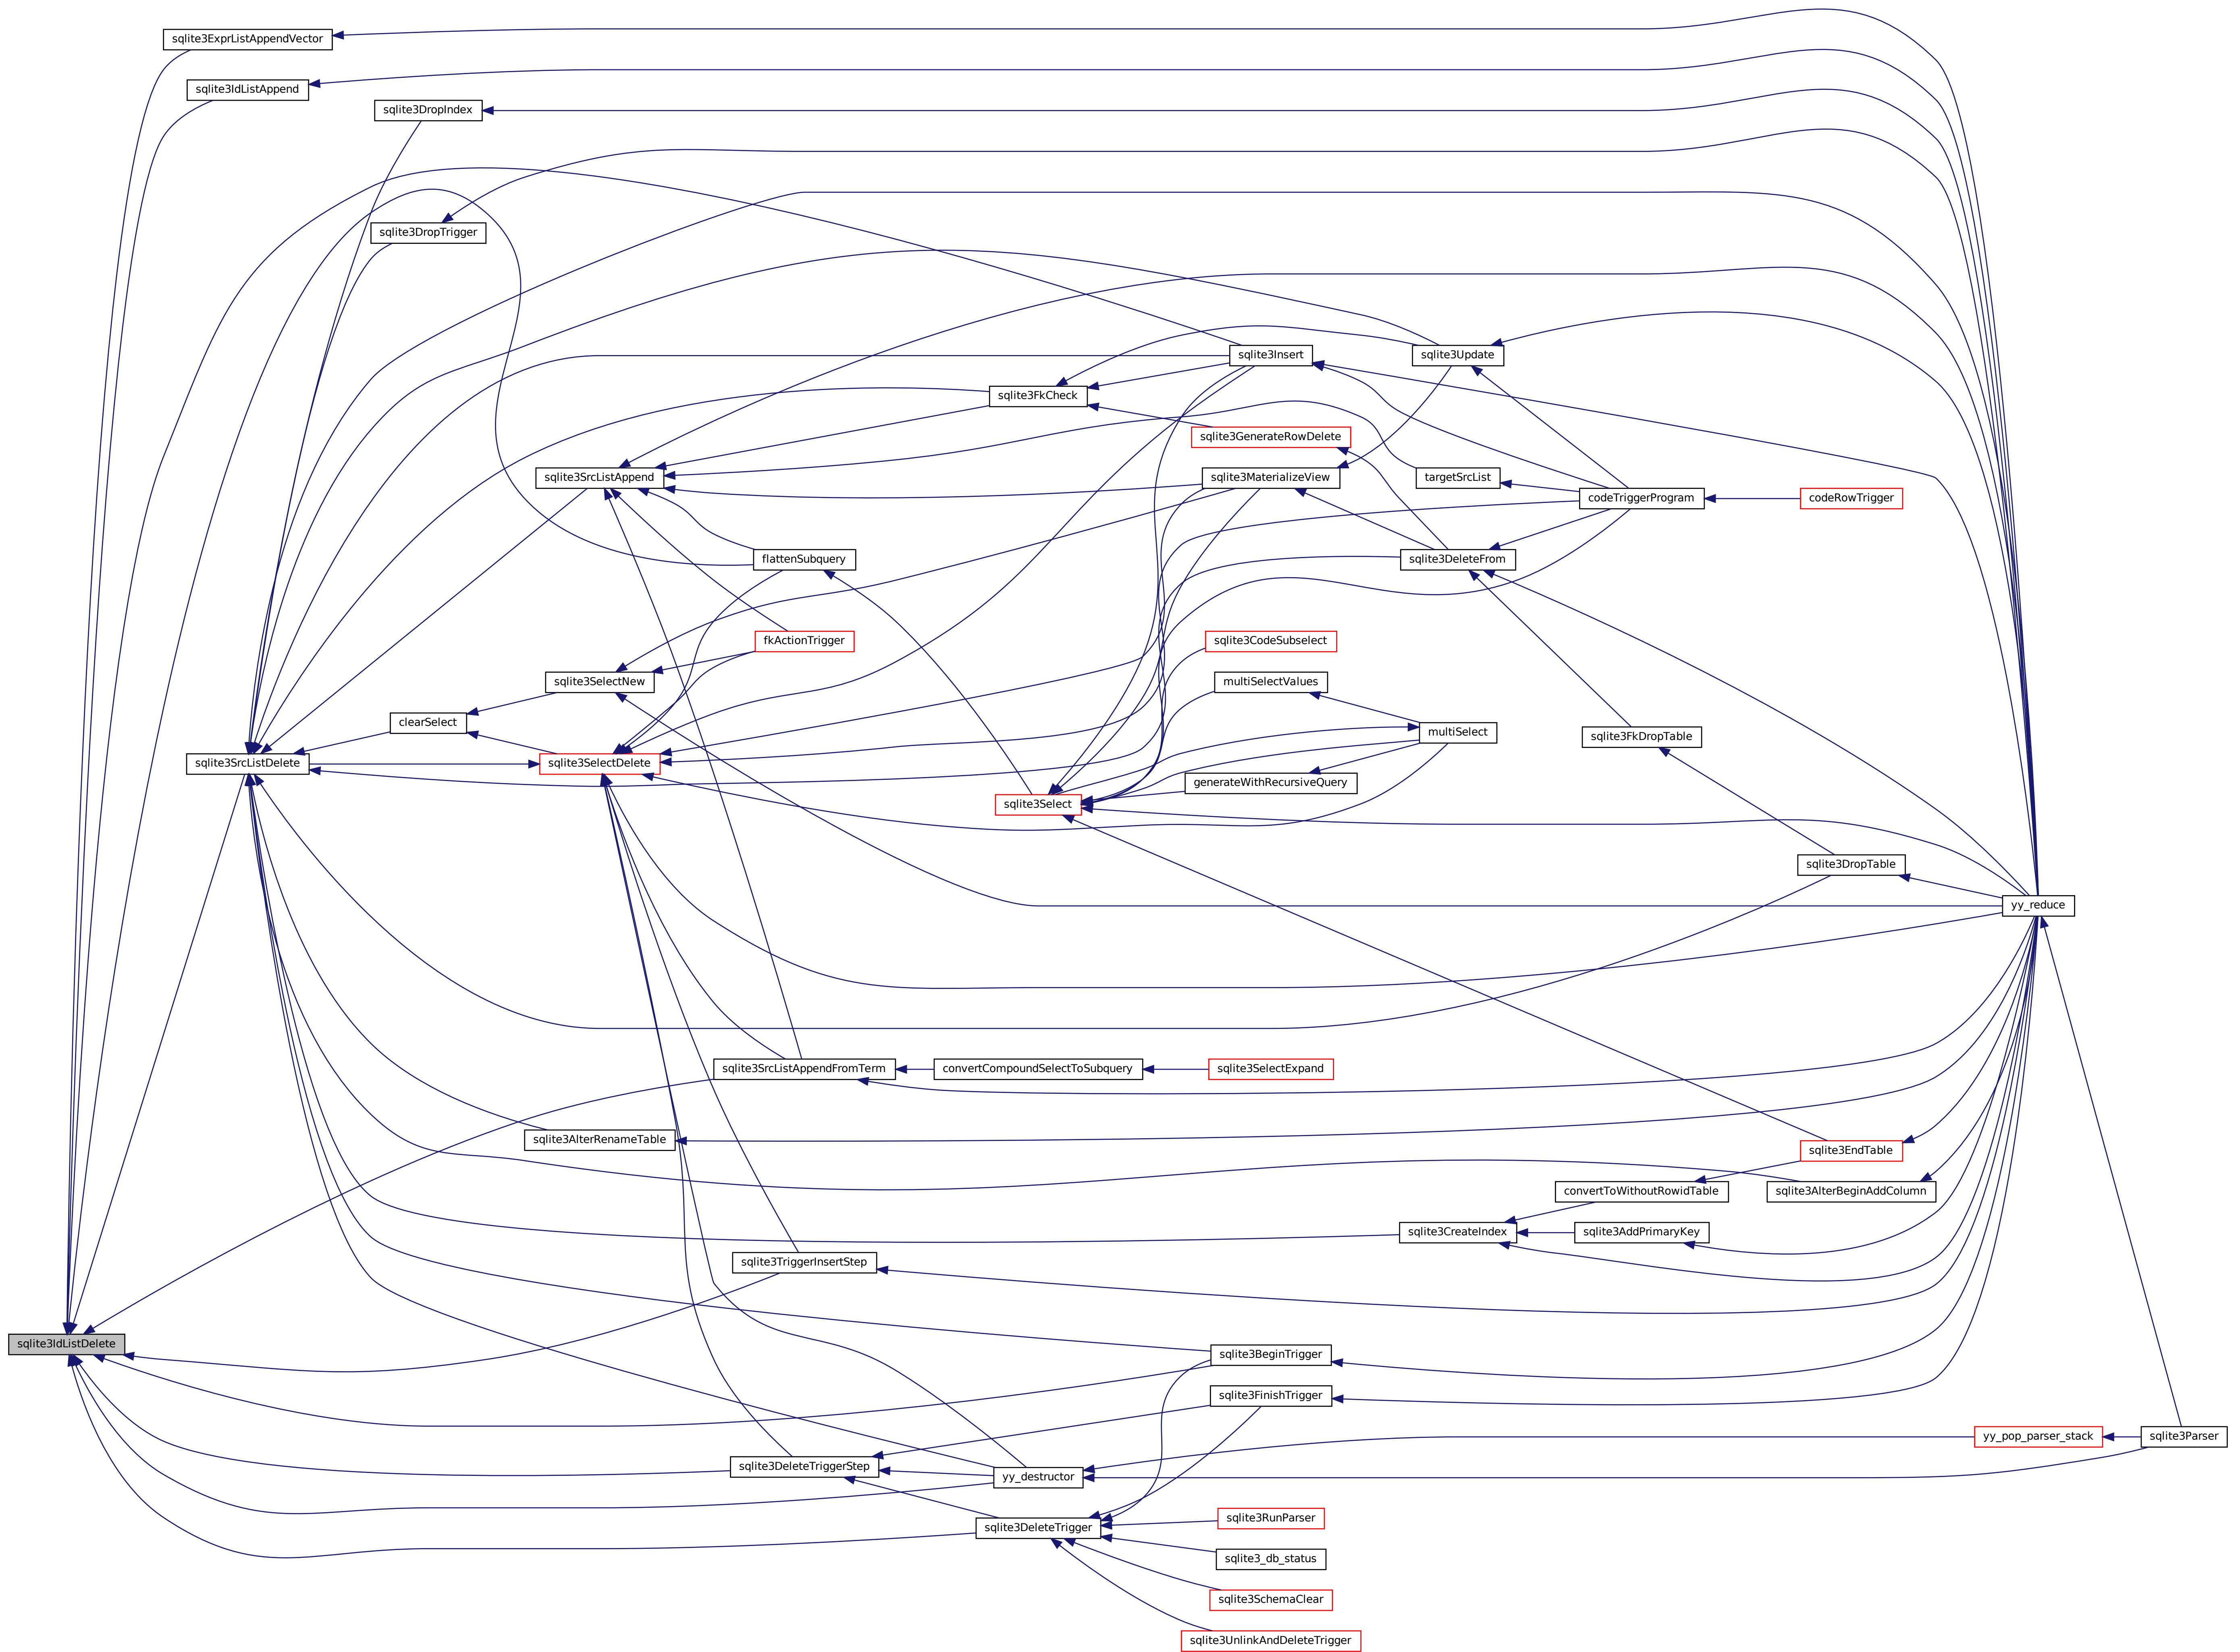 sqlite3ExprListAppendVector
sqlite3IdListAppend
sqlite3DropIndex
sqlite3DropTrigger
sqlite3Insert
sqlite3Update
sqlite3FkCheck
sqlite3GenerateRowDelete
sqlite3SrcListAppend
sqlite3MaterializeView
targetSrcList
codeTriggerProgram
codeRowTrigger
flattenSubquery
sqlite3DeleteFrom
fkActionTrigger
sqlite3CodeSubselect
sqlite3SelectNew
multiSelectValues
clearSelect
multiSelect
sqlite3FkDropTable
sqlite3SrcListDelete
sqlite3SelectDelete
generateWithRecursiveQuery
sqlite3Select
sqlite3DropTable
yy_reduce
sqlite3SrcListAppendFromTerm
convertCompoundSelectToSubquery
sqlite3SelectExpand
sqlite3AlterRenameTable
sqlite3EndTable
convertToWithoutRowidTable
sqlite3AlterBeginAddColumn
sqlite3CreateIndex
sqlite3AddPrimaryKey
sqlite3TriggerInsertStep
sqlite3IdListDelete
sqlite3BeginTrigger
sqlite3FinishTrigger
yy_pop_parser_stack
sqlite3Parser
sqlite3DeleteTriggerStep
yy_destructor
sqlite3RunParser
sqlite3DeleteTrigger
sqlite3_db_status
sqlite3SchemaClear
sqlite3UnlinkAndDeleteTrigger